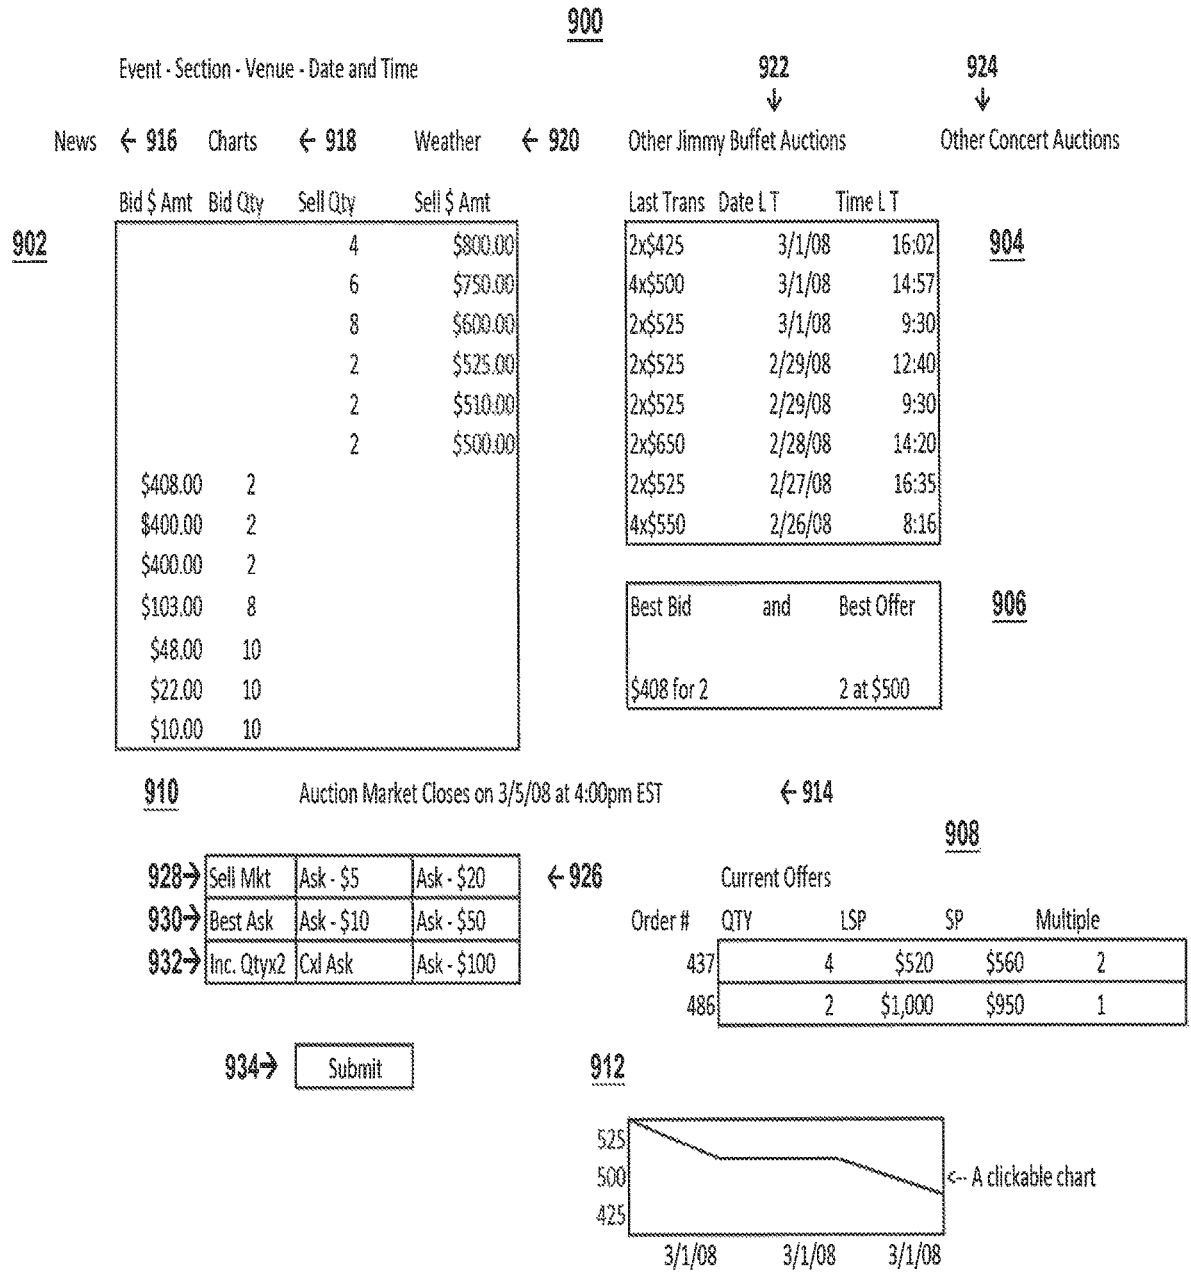 900
Event - Section - Venue - Date and Time
922
924
↓
↓
News ← 916 Charts ← 918 Weather ← 920 Other Jimmy Buffet Auctions Other Concert Auctions
Bid $ Amt Bid Qty Sell Qty Sell $ Amt
902
4 $800.00
6 $750.00
8 $600.00
2 $525.00
2 $510.00
2 $500.00
$408.00 2
$400.00 2
$400.00 2
$103.00 8
$48.00 10
$22.00 10
$10.00 10
Last Trans Date L T Time L T
2x$425 3/1/08 16:02
904
4x$500 3/1/08 14:57
2x$525 3/1/08 9:30
2x$525 2/29/08 12:40
2x$525 2/29/08 9:30
2x$650 2/28/08 14:20
2x$525 2/27/08 16:35
4x$550 2/26/08 8:16
Best Bid and Best Offer
906
$408 for 2 2 at $500
910 Auction Market Closes on 3/5/08 at 4:00pm EST ← 914
928→ Sell Mkt Ask - $5 Ask - $20 ← 926
930→ Best Ask Ask - $10 Ask - $50
932→ Inc. Qtyx2 Cxl Ask Ask - $100
934→ Submit
908
Current Offers
Order # QTY LSP SP Multiple
437 4 $520 $560 2
486 2 $1,000 $950 1
912
525
500 <-- A clickable chart
425
3/1/08 3/1/08 3/1/08